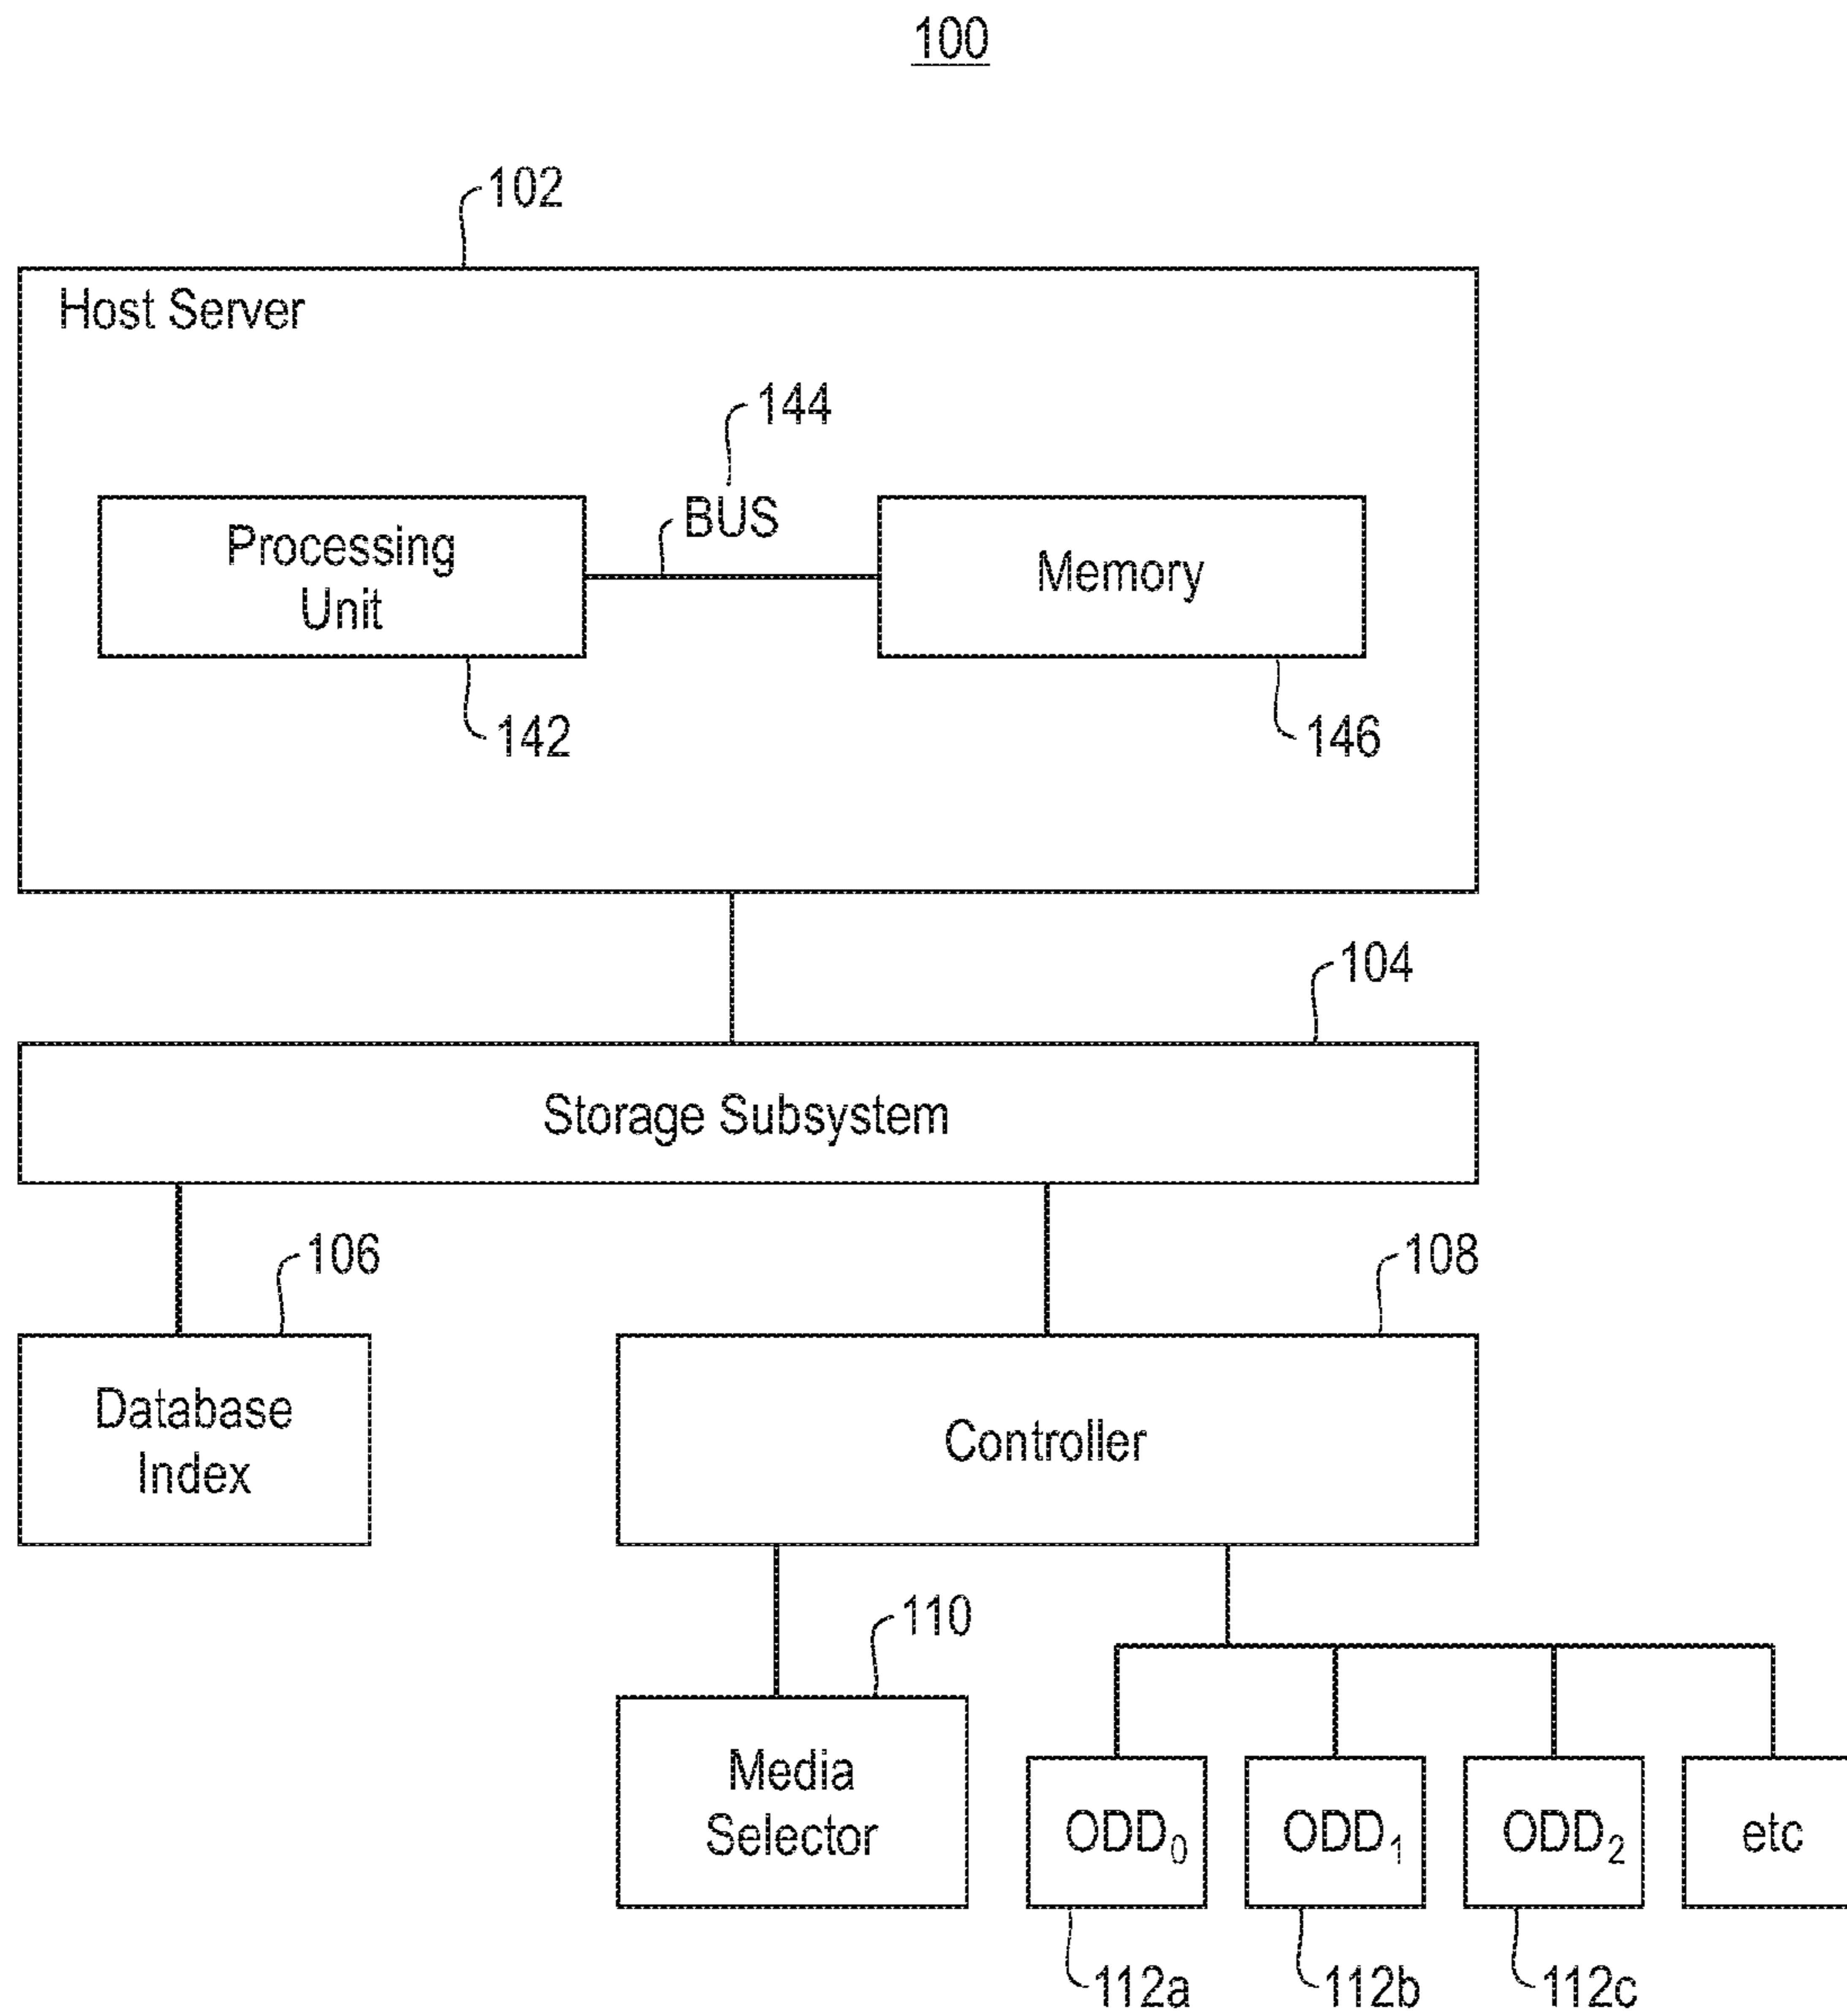 100
102
Host Server
144
BUS
Processing
Unit
Memory
142
146
104
Storage Subsystem
106
108
Database
Index
Controller
110
Media
Selector
ODD₀
ODD₁
ODD₂
etc
112a
112b
112c